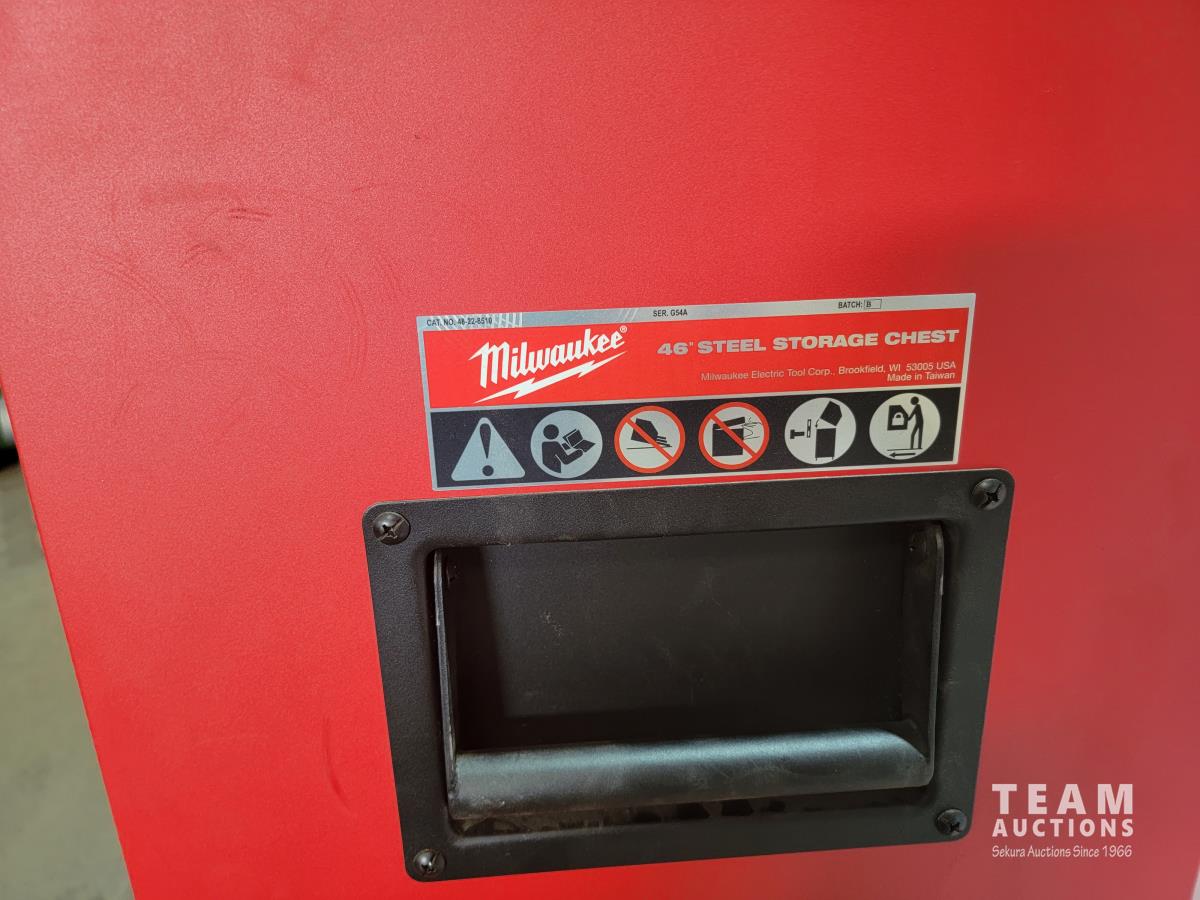 CAT. NO. 48-22-8510
SER. G54A
BATCH: B
Milwaukee®
46" STEEL STORAGE CHEST
Milwaukee Electric Tool Corp., Brookfield, WI 53005 USA
Made in Taiwan
TEAM
AUCTIONS
Sekura Auctions Since 1966